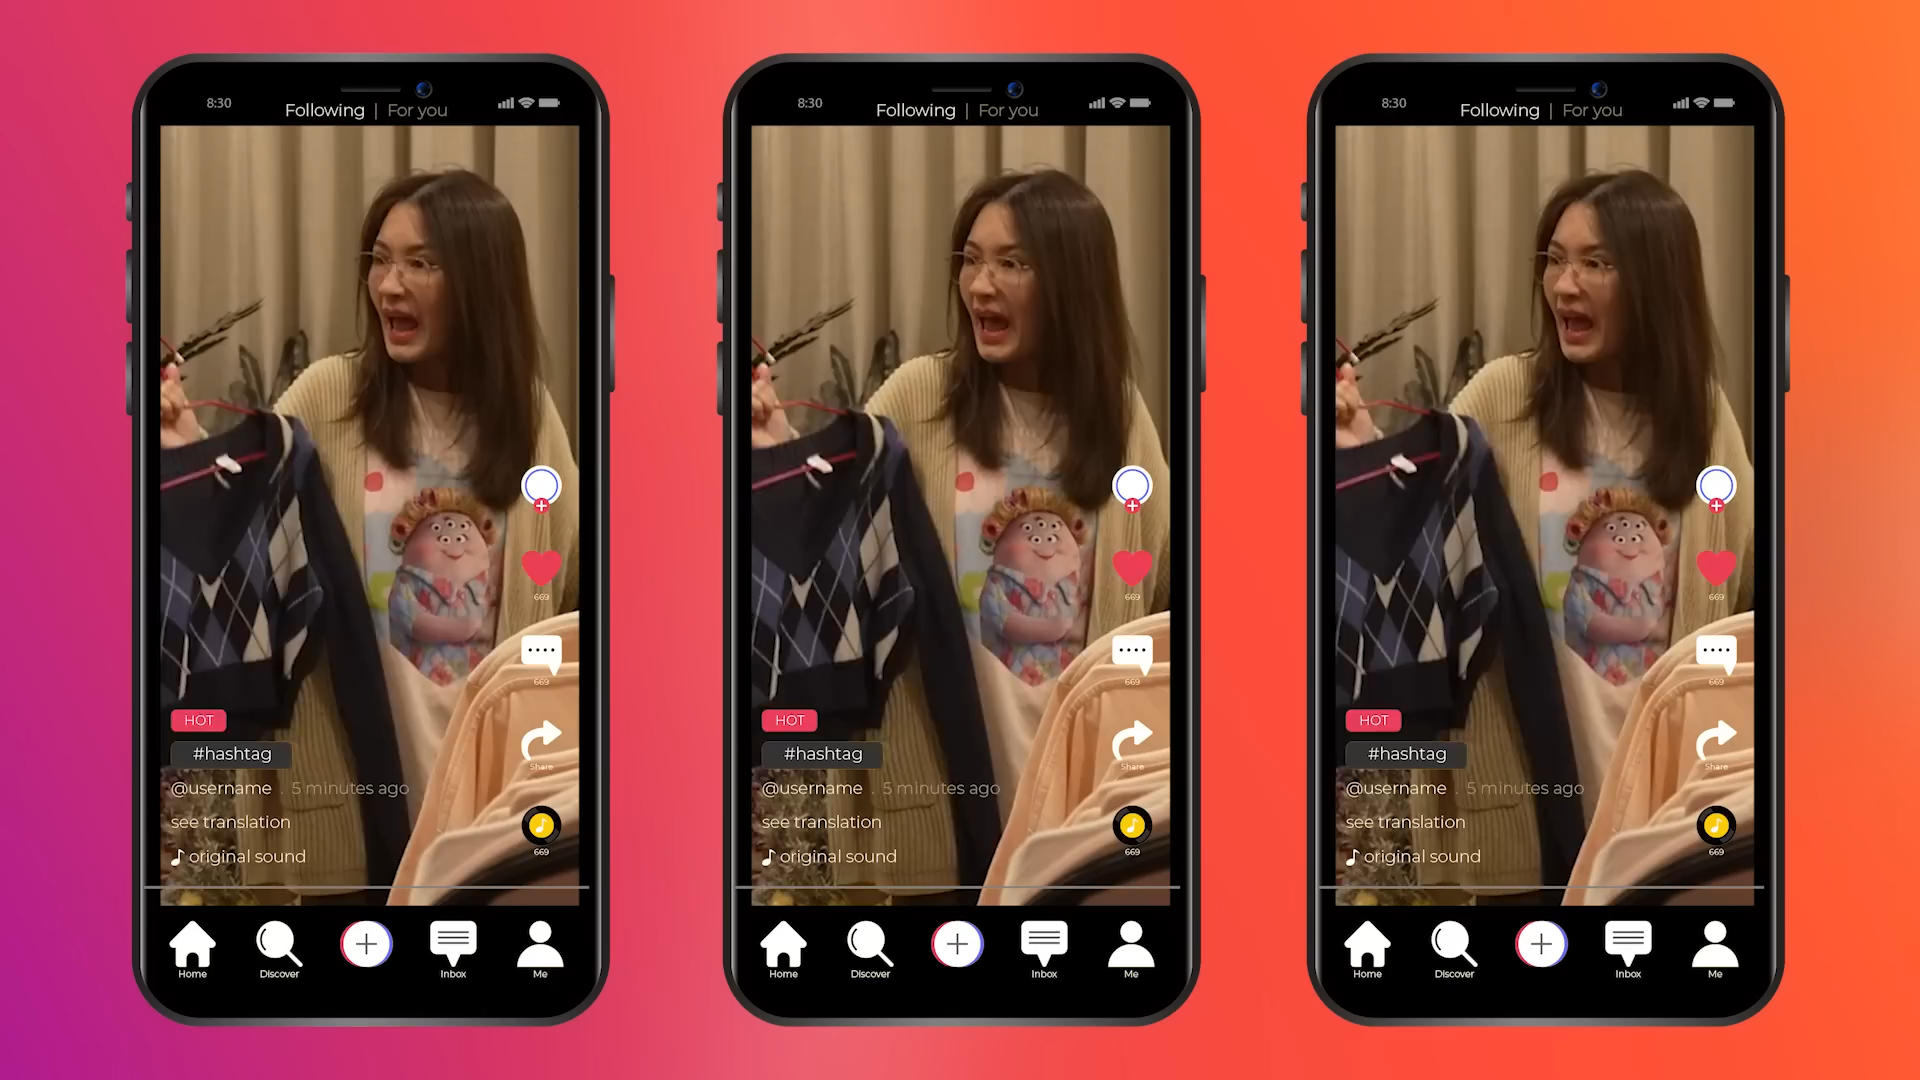 8:30
Following | For you
669
669
HOT
#hashtag
Share
@username . 5 minutes ago
see translation
669
original sound
Home Discover Inbox Me
8:30
Following | For you
669
669
HOT
#hashtag
Share
@username . 5 minutes ago
see translation
669
original sound
Home Discover Inbox Me
8:30
Following | For you
669
669
HOT
#hashtag
Share
@username . 5 minutes ago
see translation
669
original sound
Home Discover Inbox Me